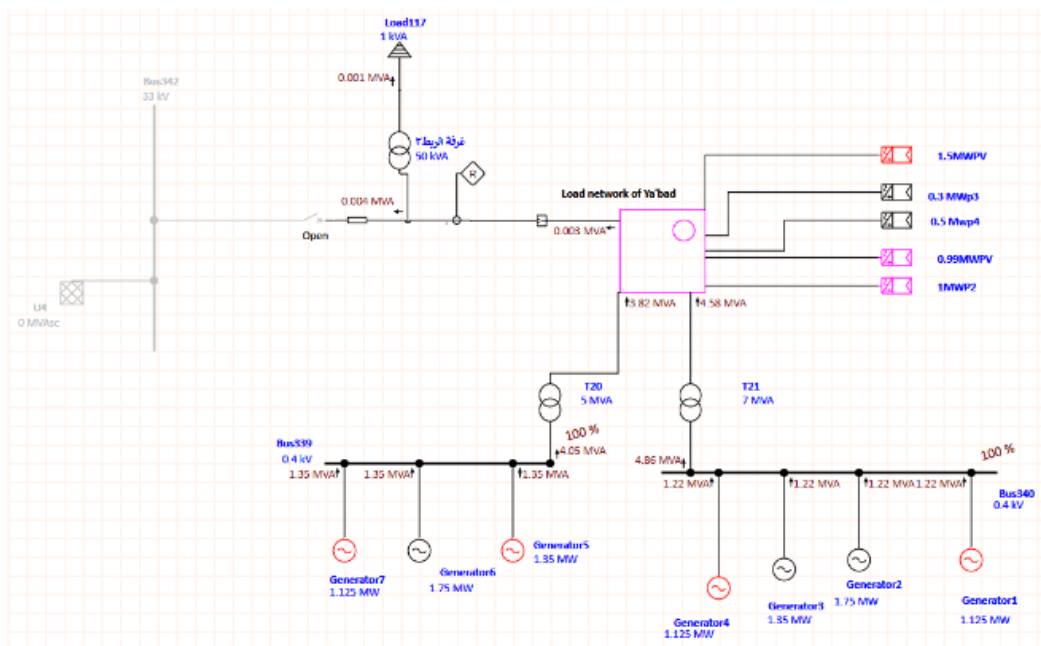 Load117
1 kVA
0.001 MVA
Bus342
33 kV
غرفة الربط٢
50 kVA
R
0.004 MVA
Open
Load network of Ya'bad
0.003 MVA
1.5MWPV
0.3 MWp3
0.5 Mwp4
0.99MWPV
1MWP2
U4
0 MVAsc
3.82 MVA
4.58 MVA
T20
5 MVA
T21
7 MVA
100 %
4.05 MVA
Bus339
0.4 kV
1.35 MVA
1.35 MVA
1.35 MVA
4.86 MVA
100 %
1.22 MVA
1.22 MVA
1.22 MVA
1.22 MVA
Bus340
0.4 kV
Generator7
1.125 MW
Generator6
1.75 MW
Generator5
1.35 MW
Generator4
1.125 MW
Generator3
1.35 MW
Generator2
1.75 MW
Generator1
1.125 MW